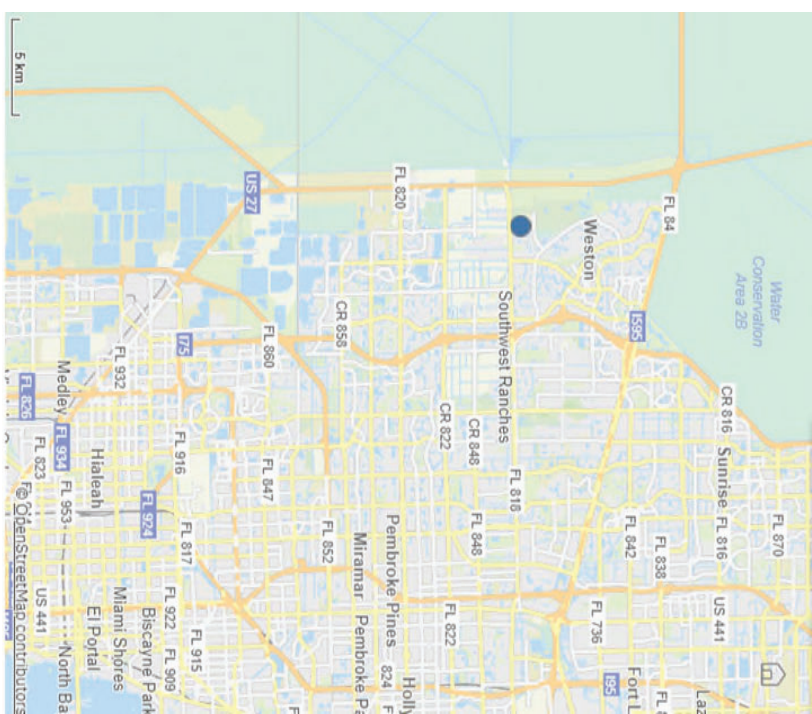 FL 870
Water
Conservation
Area 2B
CR 816
Sunrise
FL 816
US 441
FL 84
FL 838
I595
FL 842
Fort L
I95
FL 736
Weston
FL 818
Southwest Ranches
CR 848
FL 848
CR 822
FL 822
FL 820
Holly
Pembroke Pines
824
Miramar
Pembroke Pa
CR 858
FL 852
FL 860
FL 847
US 27
FL 915
I75
FL 916
FL 817
FL 922
FL 909
FL 924
Biscayne Park
FL 932
Miami Shores
Hialeah
El Portal
Medley
FL 934
FL 953
North Ba
FL 823
US 441
FL 826
5 km
© OpenStreetMap contributors